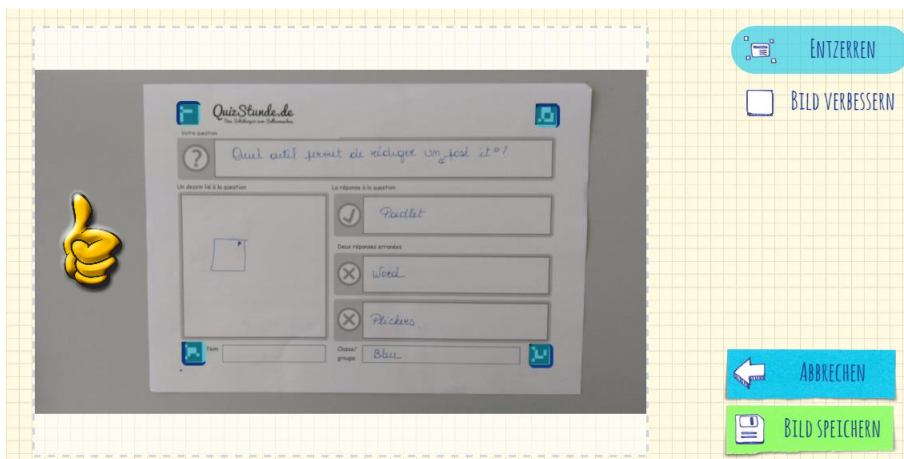 ENTZERREN
BILD VERBESSERN
QuizStunde.de
Votre question
Quel outil permet de rédiger un post it ?
Un dessin lié à la question
La réponse à la question
Padlet
Deux réponses erronées
Word
Plickers
Nom
Classe/
groupe
Bleu
ABBRECHEN
BILD SPEICHERN